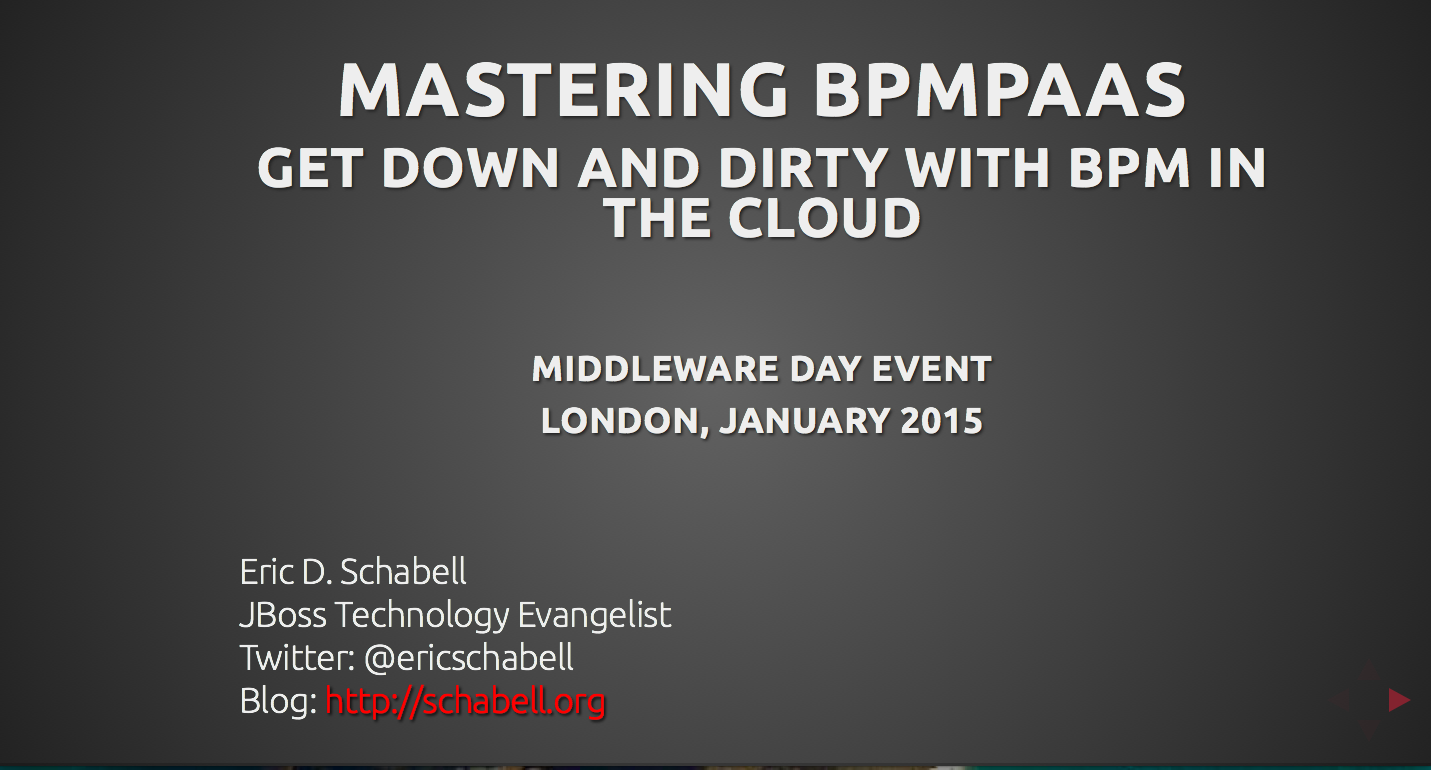 MASTERING BPMPAAS
GET DOWN AND DIRTY WITH BPM IN
THE CLOUD
MIDDLEWARE DAY EVENT
LONDON, JANUARY 2015
Eric D. Schabell
JBoss Technology Evangelist
Twitter: @ericschabell
Blog: http://schabell.org